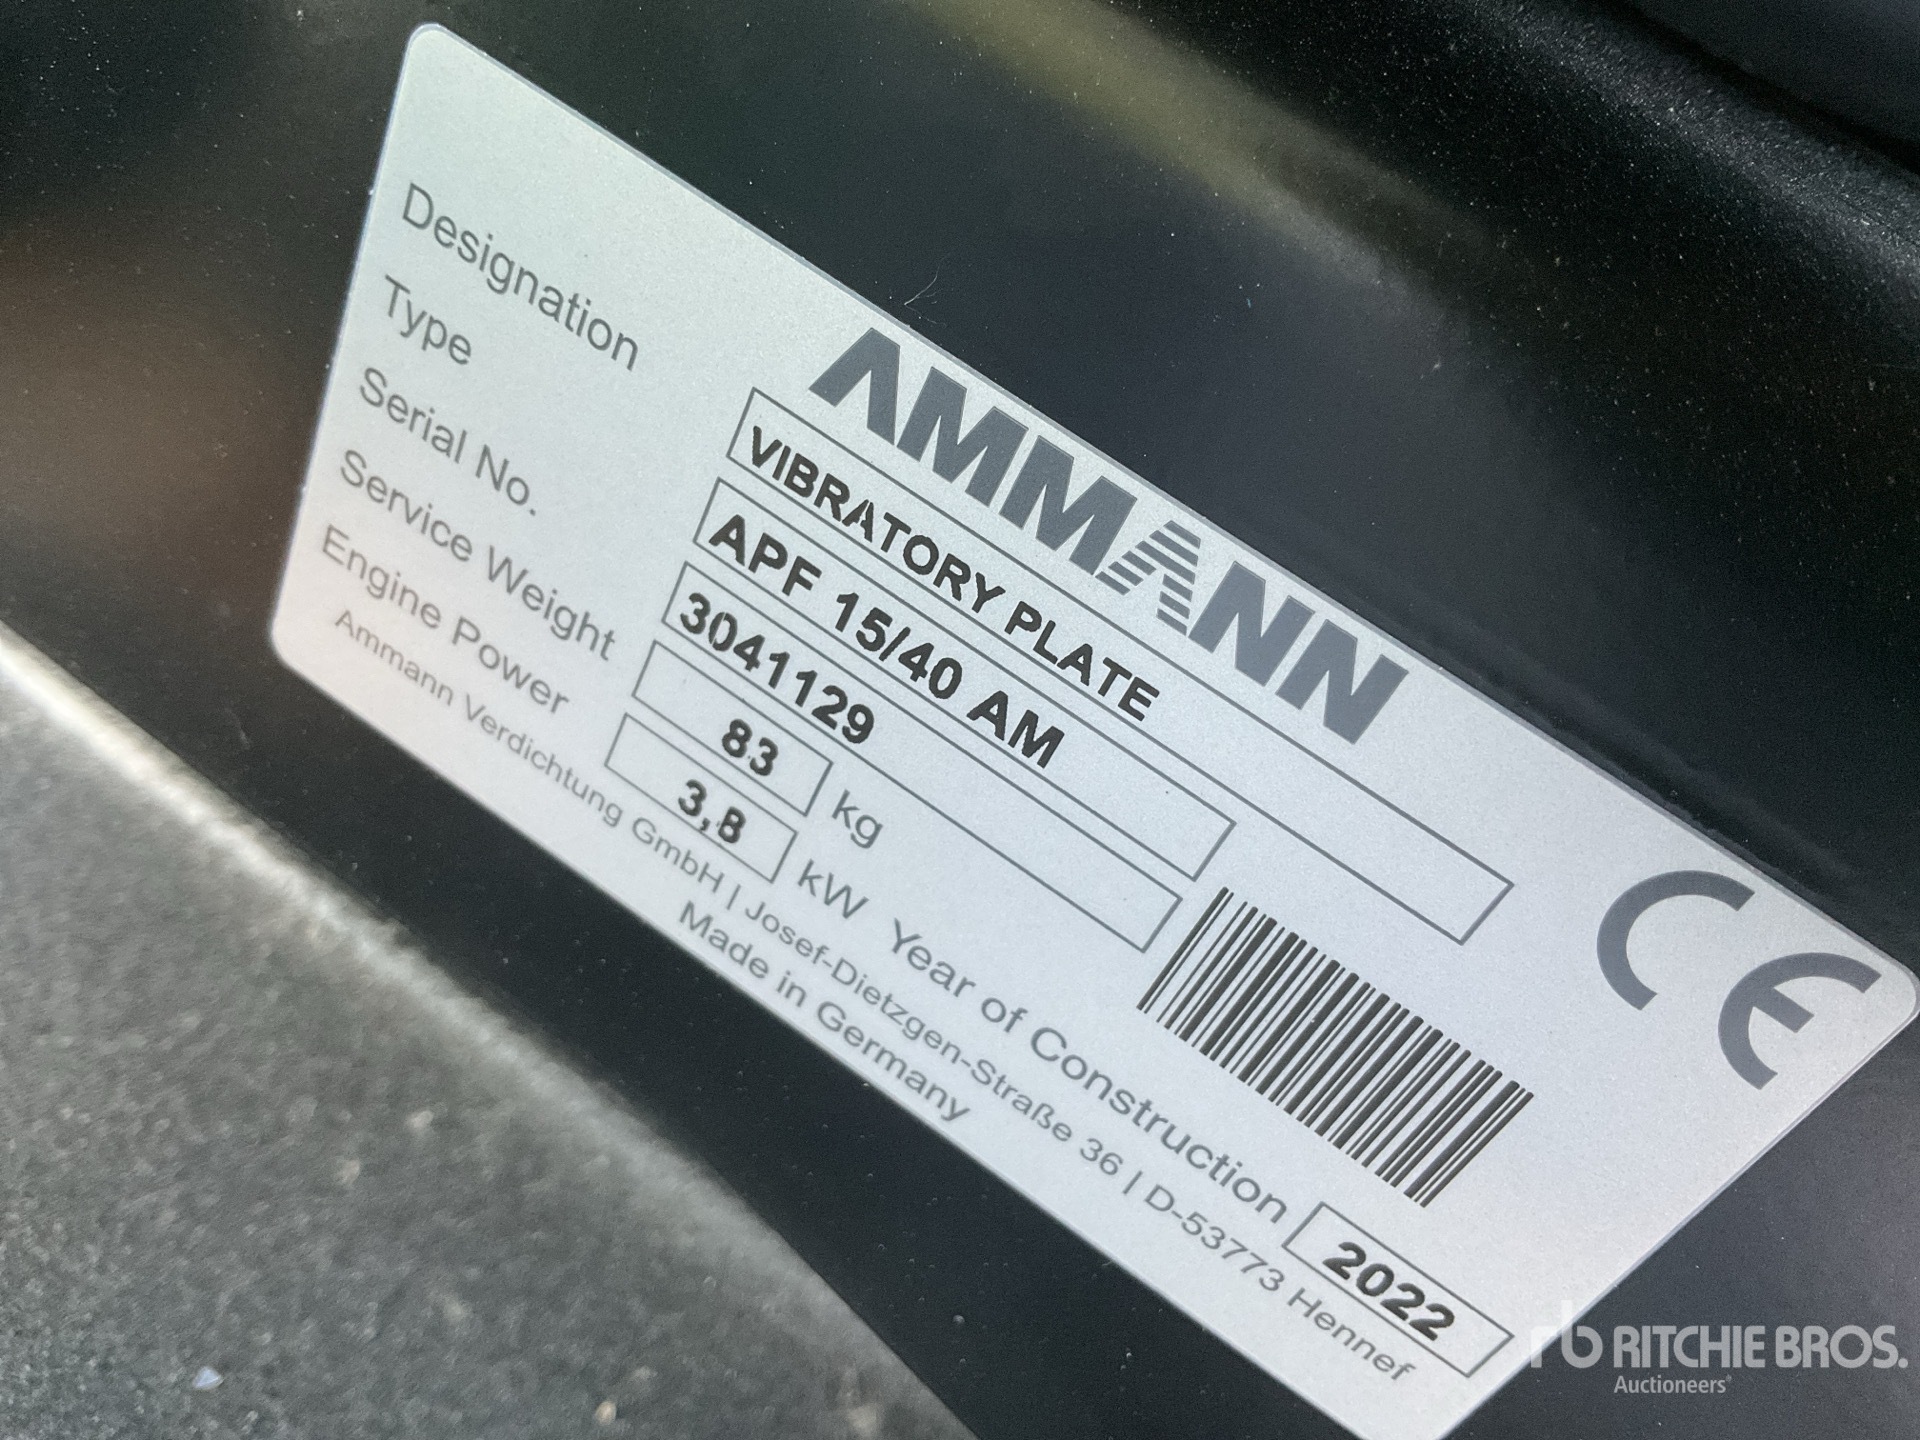 AMMANN
Designation VIBRATORY PLATE
Type APF 15/40 AM
Serial No. 3041129
Service Weight 83 kg
Engine Power 3,8 kW Year of Construction 2022
Ammann Verdichtung GmbH | Josef-Dietzgen-Straße 36 | D-53773 Hennef
Made in Germany
CE
rb RITCHIE BROS.
Auctioneers®